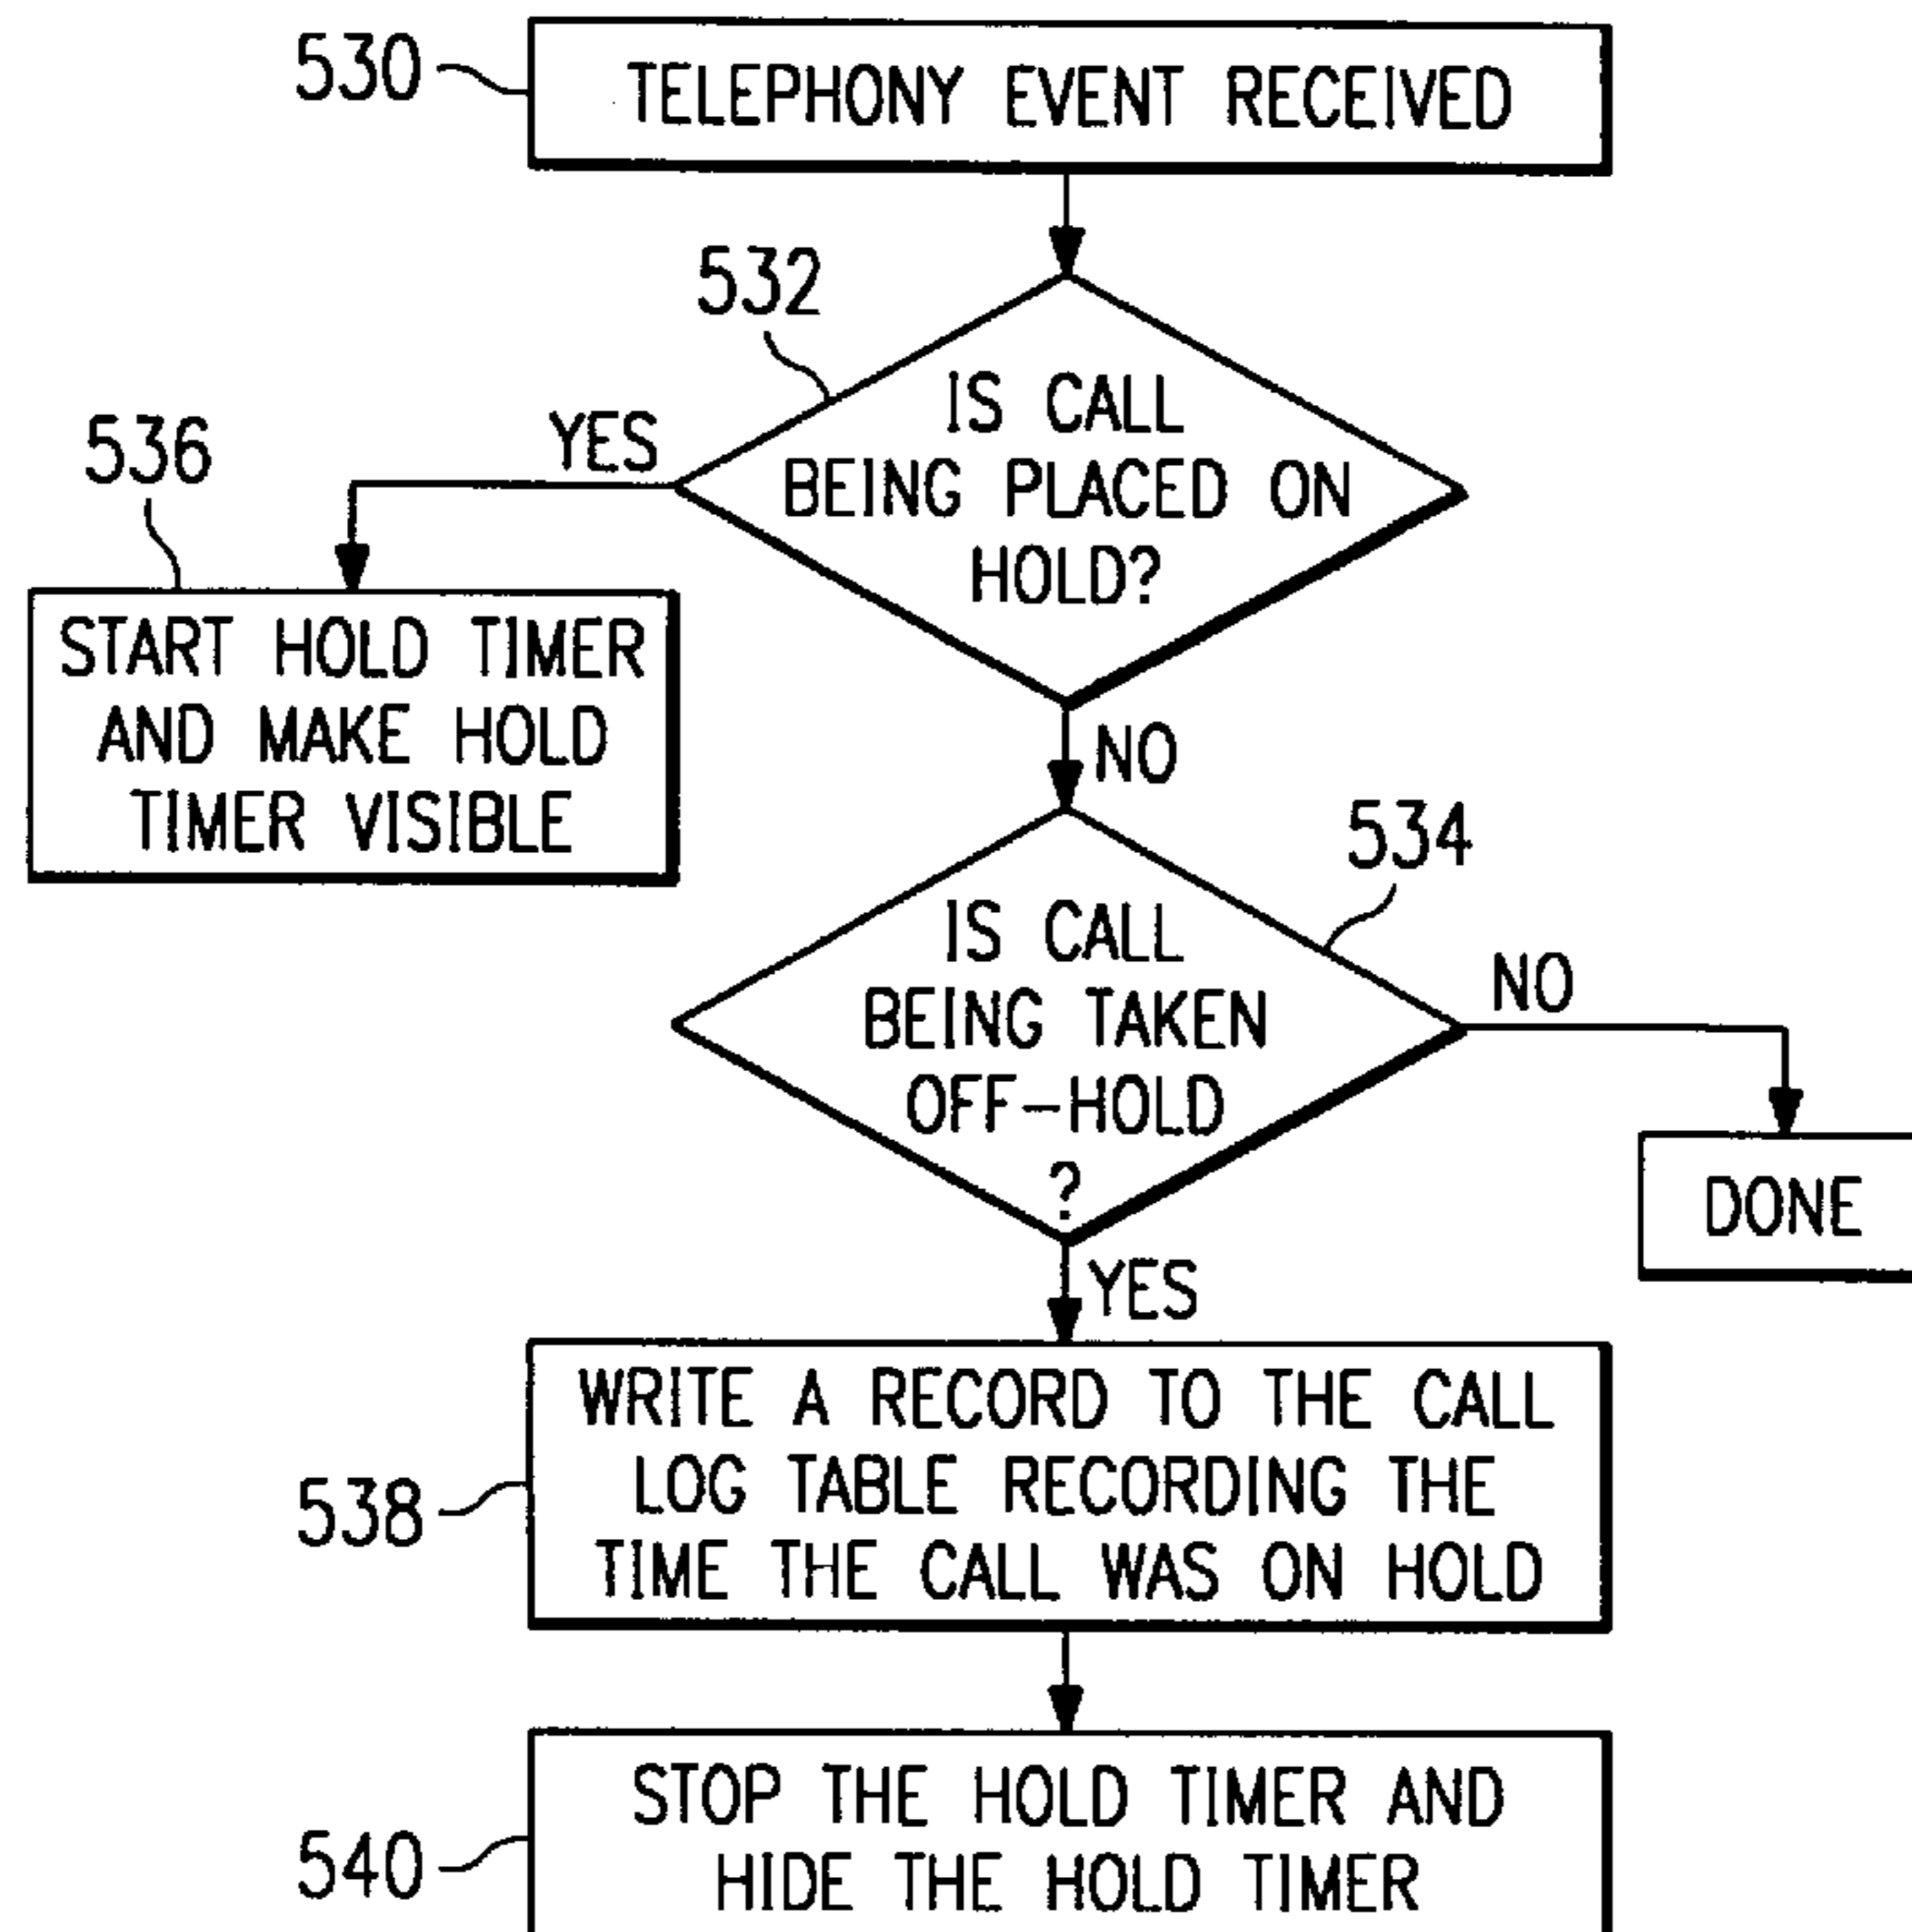 530
TELEPHONY EVENT RECEIVED
532
IS CALL
BEING PLACED ON
HOLD?
YES
536
START HOLD TIMER
AND MAKE HOLD
TIMER VISIBLE
NO
534
IS CALL
BEING TAKEN
OFF-HOLD
?
NO
DONE
YES
538
WRITE A RECORD TO THE CALL
LOG TABLE RECORDING THE
TIME THE CALL WAS ON HOLD
540
STOP THE HOLD TIMER AND
HIDE THE HOLD TIMER